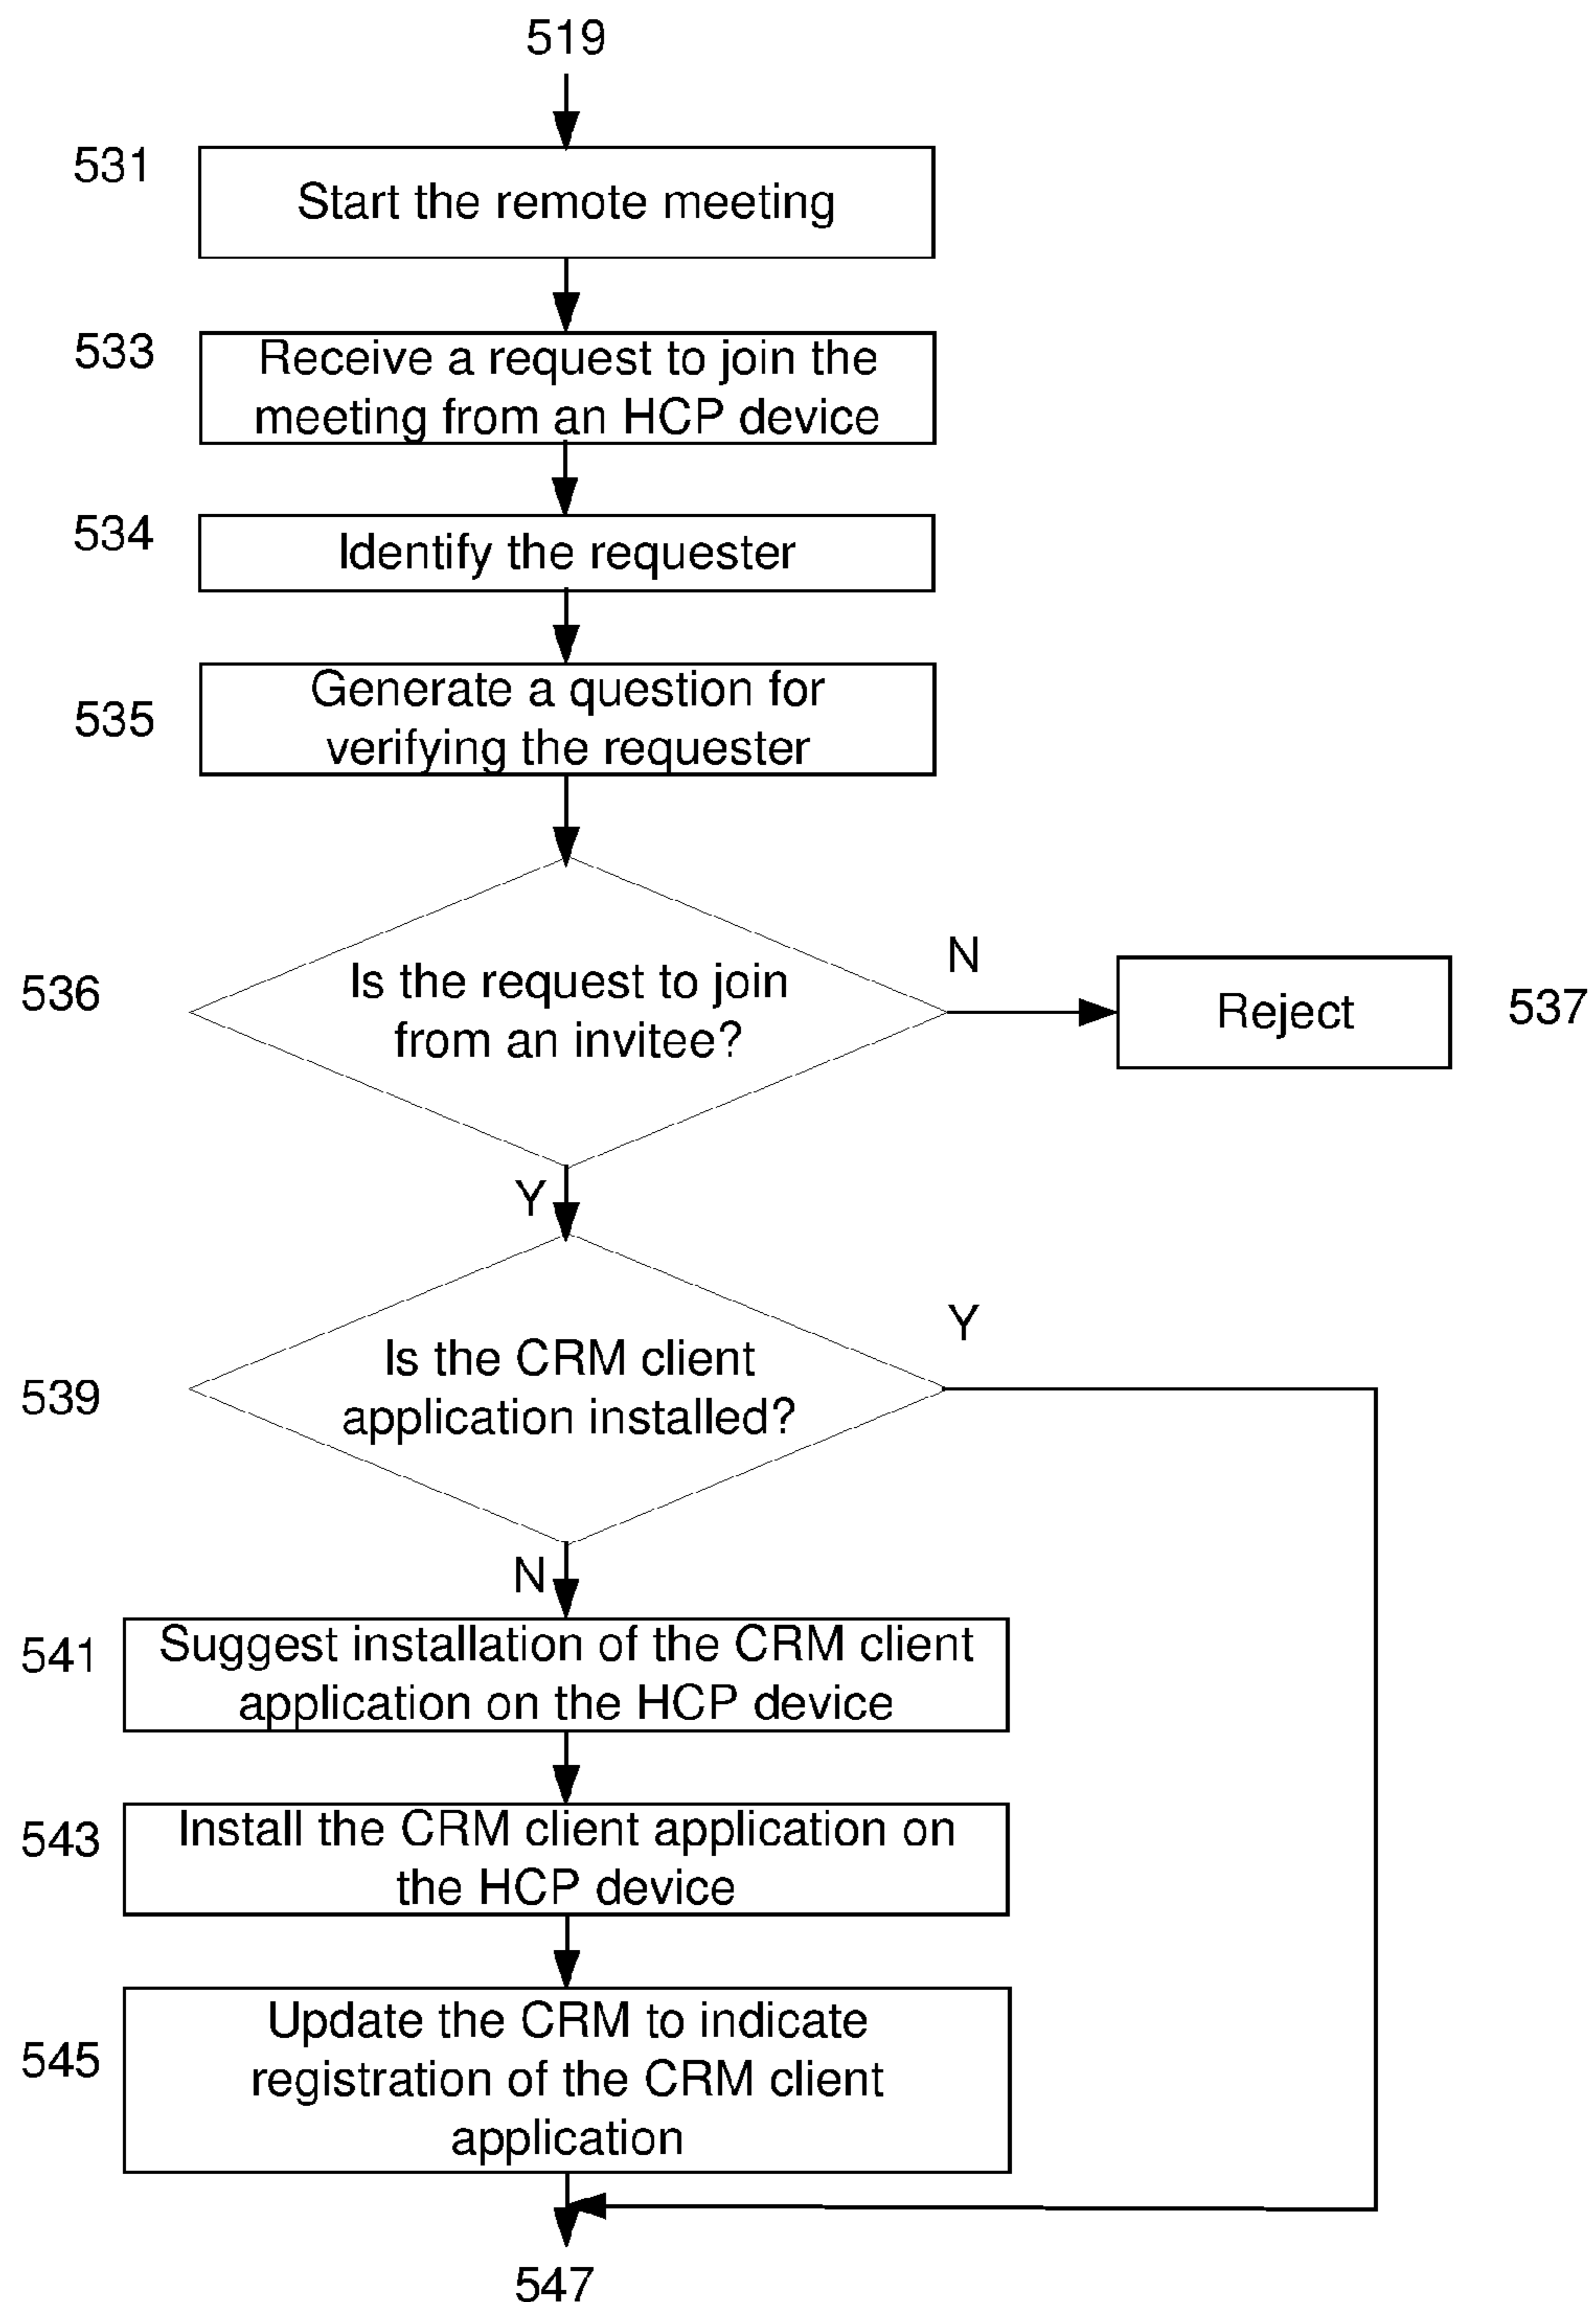 519
531
Start the remote meeting
533
Receive a request to join the
meeting from an HCP device
534
Identify the requester
535
Generate a question for
verifying the requester
536
Is the request to join
from an invitee?
N
Reject
537
Y
539
Is the CRM client
application installed?
Y
N
541
Suggest installation of the CRM client
application on the HCP device
543
Install the CRM client application on
the HCP device
545
Update the CRM to indicate
registration of the CRM client
application
547